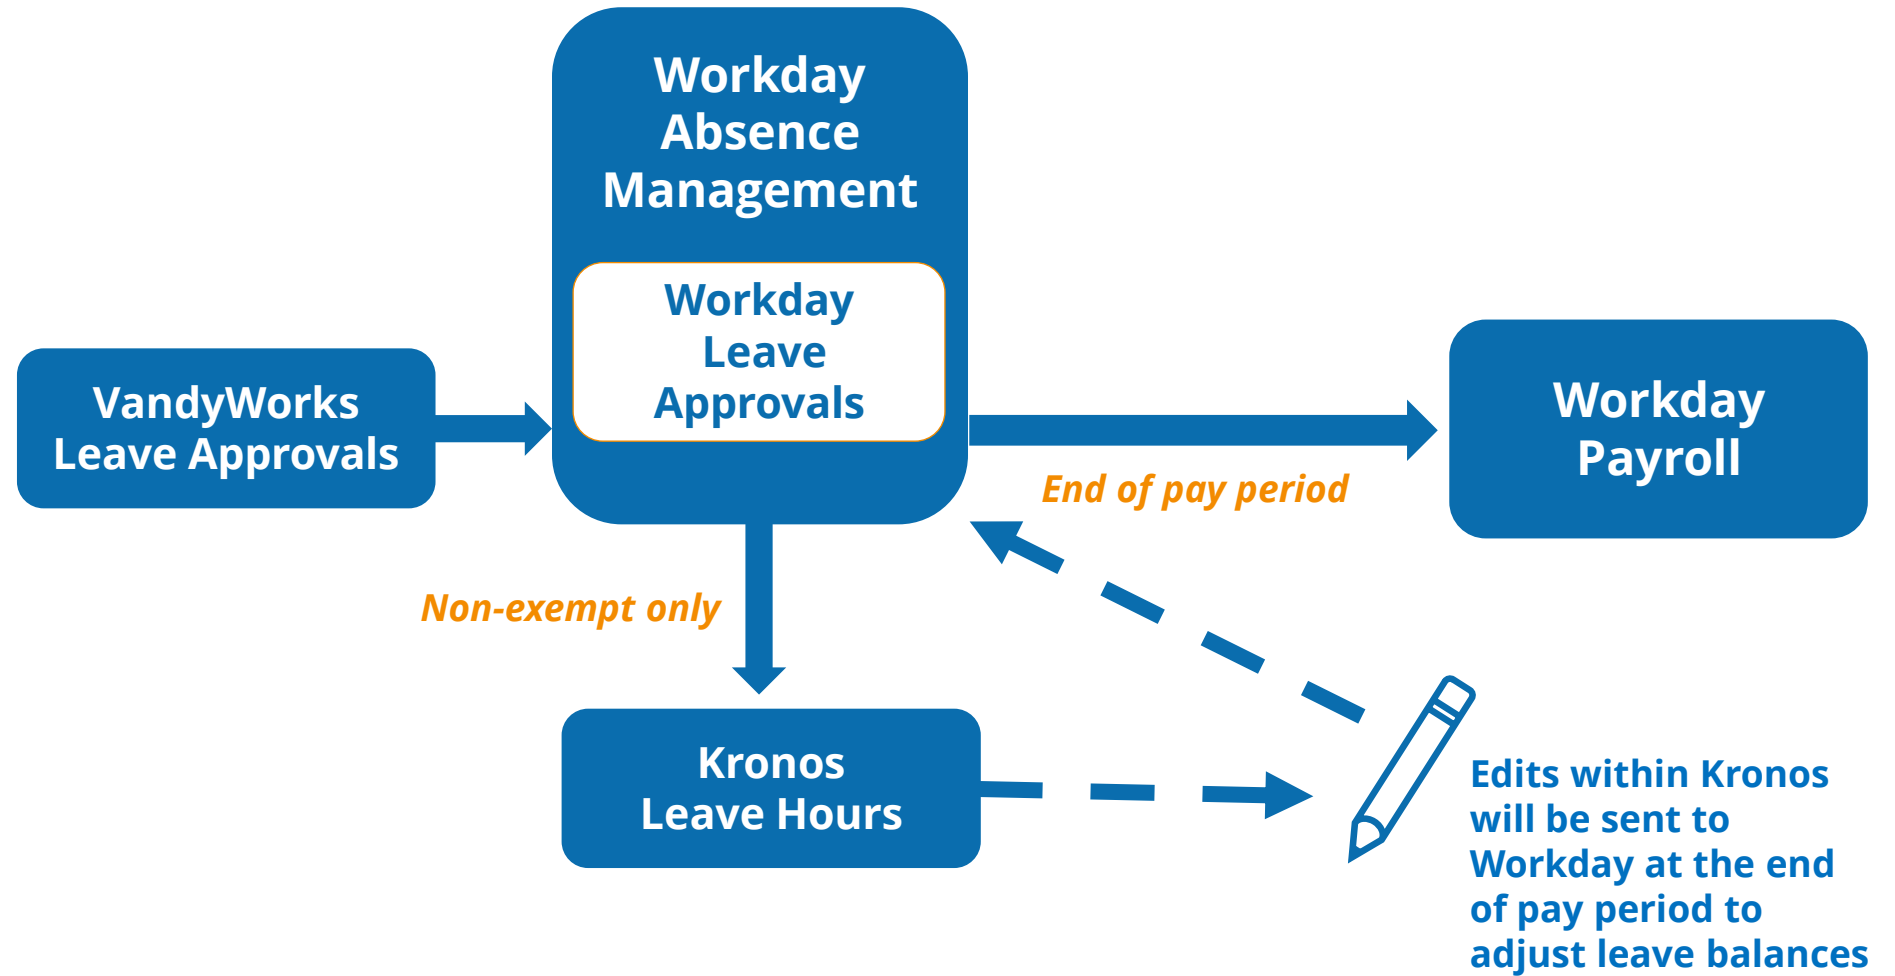 Workday
Absence
Management
Workday
Leave
Approvals
VandyWorks
Leave Approvals
Workday
Payroll
End of pay period
Non-exempt only
Kronos
Leave Hours
Edits within Kronos
will be sent to
Workday at the end
of pay period to
adjust leave balances